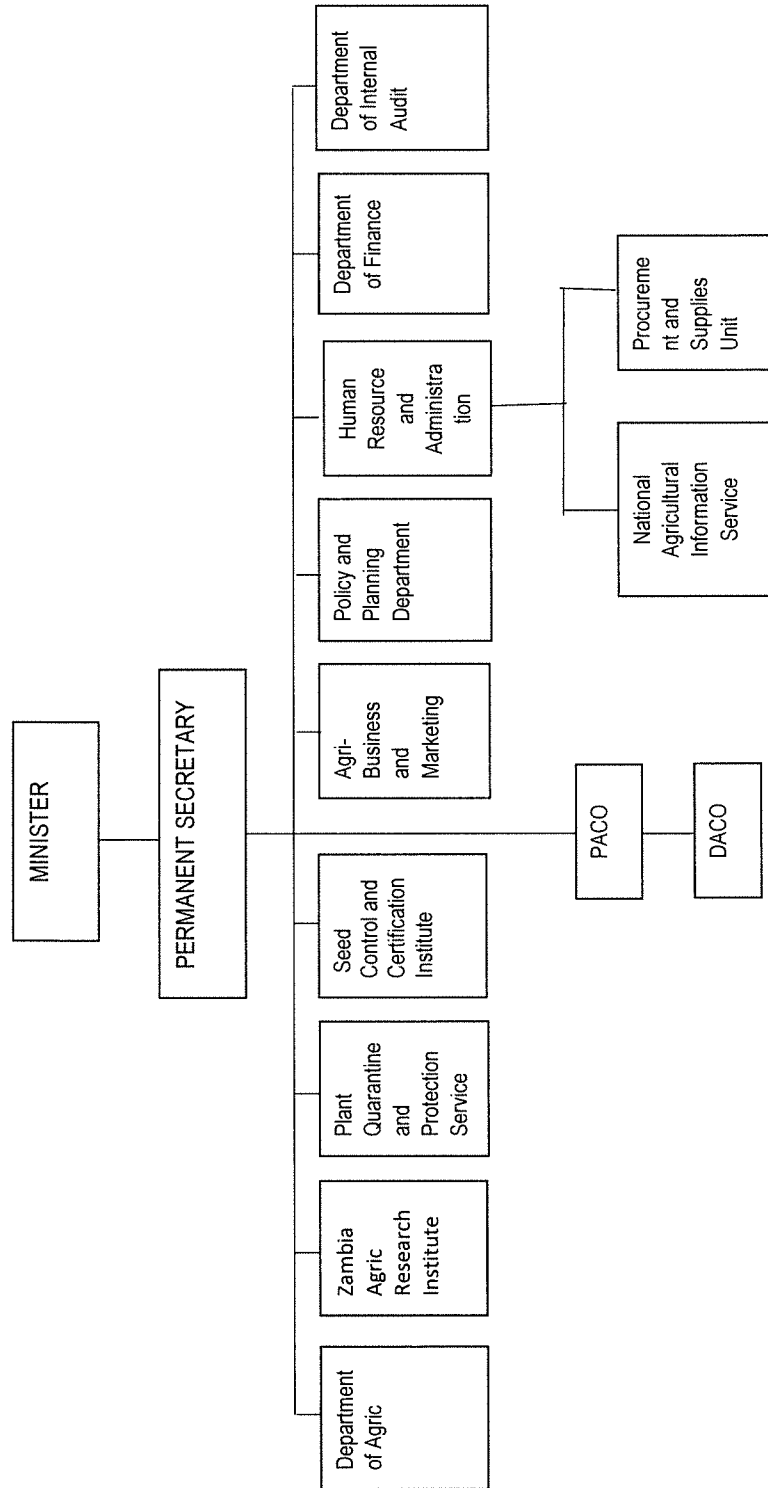 MINISTER
PERMANENT SECRETARY
Department
of Agric
Zambia
Agric
Research
Institute
Plant
Quarantine
and
Protection
Service
Seed
Control and
Certification
Institute
Agri-
Business
and
Marketing
Policy and
Planning
Department
Human
Resource
and
Administra
tion
Department
of Finance
Department
of Internal
Audit
PACO
DACO
National
Agricultural
Information
Service
Procureme
nt and
Supplies
Unit